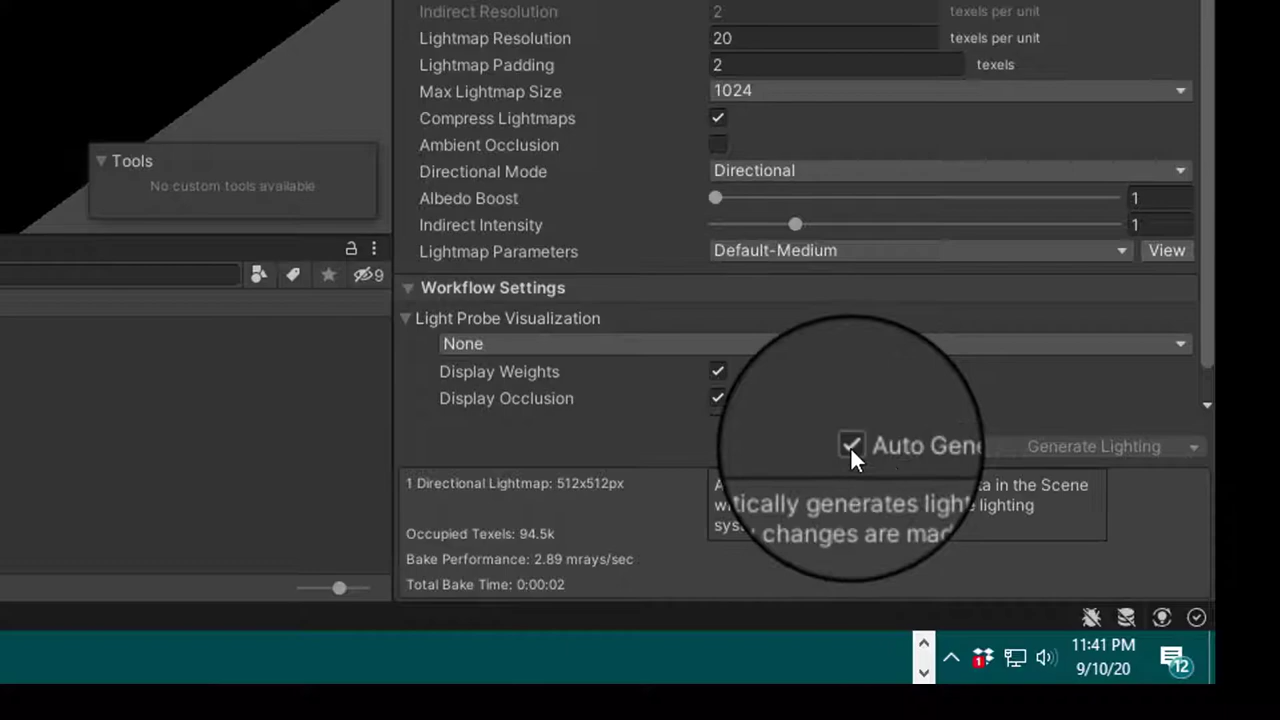 Indirect Resolution 2 texels per unit
Lightmap Resolution 20 texels per unit
Lightmap Padding 2 texels
Max Lightmap Size 1024
Compress Lightmaps
Ambient Occlusion
Directional Mode Directional
Albedo Boost 1
Indirect Intensity 1
Lightmap Parameters Default-Medium View
Tools
No custom tools available
9
Workflow Settings
Light Probe Visualization
None
Display Weights
Display Occlusion
Auto Gene Generate Lighting
1 Directional Lightmap: 512x512px
Occupied Texels: 94.5k
Bake Performance: 2.89 mrays/sec
Total Bake Time: 0:00:02
in the Scene
tically generates light lighting
changes are mad
1
11:41 PM
9/10/20
12